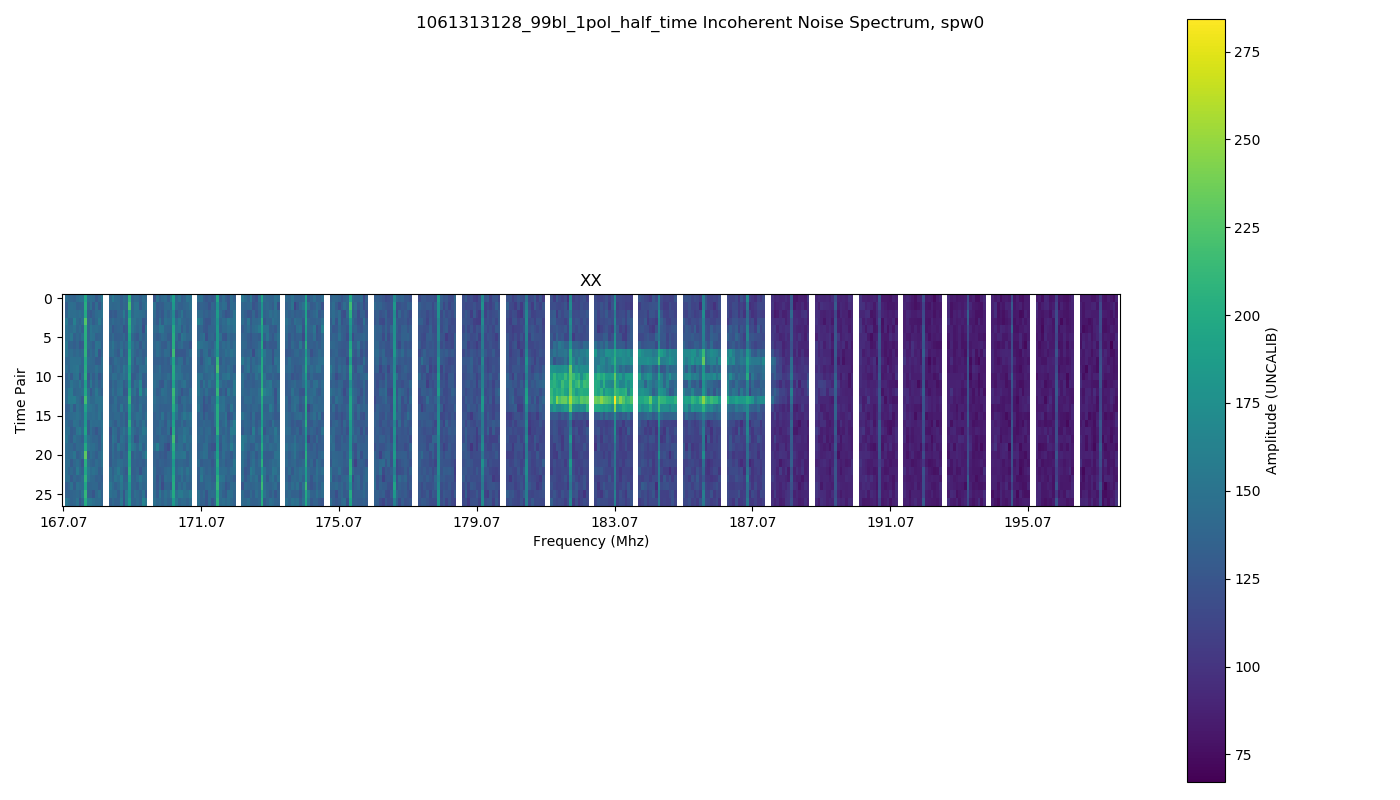 1061313128_99bl_1pol_half_time Incoherent Noise Spectrum, spw0
XX
0
5
10
15
20
25
Time Pair
167.07 171.07 175.07 179.07 183.07 187.07 191.07 195.07
Frequency (Mhz)
275
250
225
200
175
150
125
100
75
Amplitude (UNCALIB)